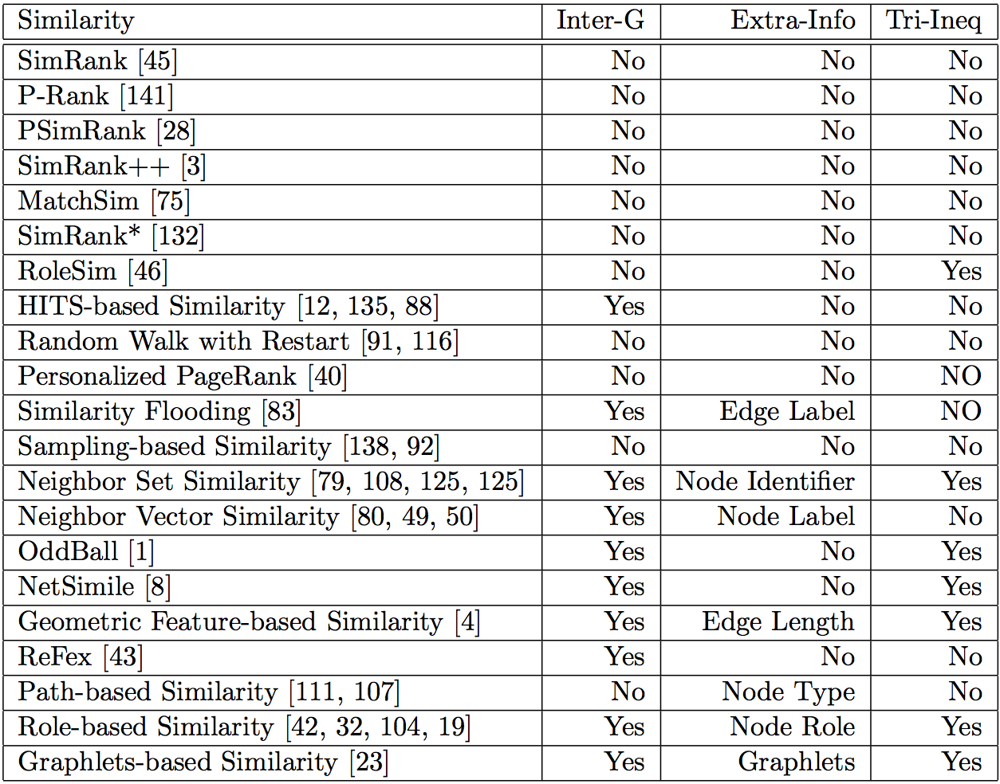 Similarity Inter-G Extra-Info Tri-Ineq
SimRank [45] No No No
P-Rank [141] No No No
PSimRank [28] No No No
SimRank++ [3] No No No
MatchSim [75] No No No
SimRank* [132] No No No
RoleSim [46] No No Yes
HITS-based Similarity [12, 135, 88] Yes No No
Random Walk with Restart [91, 116] No No No
Personalized PageRank [40] No No NO
Similarity Flooding [83] Yes Edge Label NO
Sampling-based Similarity [138, 92] No No No
Neighbor Set Similarity [79, 108, 125, 125] Yes Node Identifier Yes
Neighbor Vector Similarity [80, 49, 50] Yes Node Label No
OddBall [1] Yes No Yes
NetSimile [8] Yes No Yes
Geometric Feature-based Similarity [4] Yes Edge Length Yes
ReFex [43] Yes No No
Path-based Similarity [111, 107] No Node Type No
Role-based Similarity [42, 32, 104, 19] Yes Node Role Yes
Graphlets-based Similarity [23] Yes Graphlets Yes